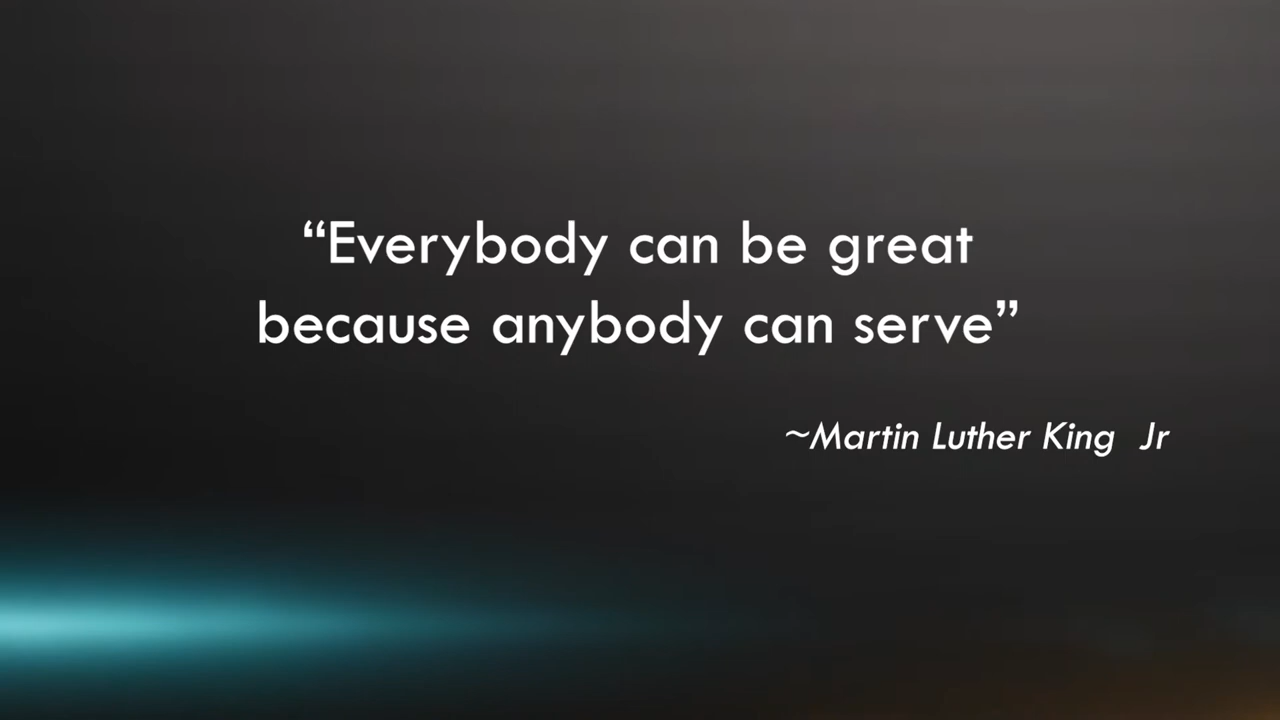 “Everybody can be great
because anybody can serve”
~Martin Luther King  Jr